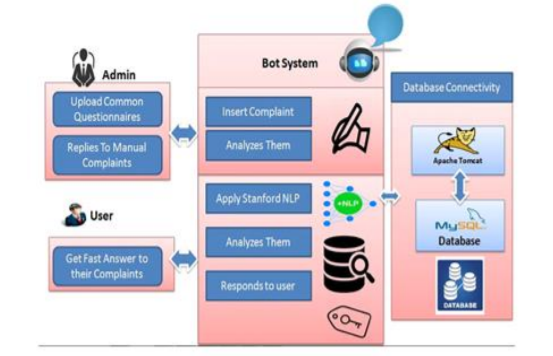 Admin
Upload Common
Questionnaires
Replies To Manual
Complaints
User
Get Fast Answer to
their Complaints
Bot System
Insert Complaint
Analyzes Them
Apply Stanford NLP
+NLP
Analyzes Them
Responds to user
Database Connectivity
Apacha Tomcat
MySQL
Database
DATABASE